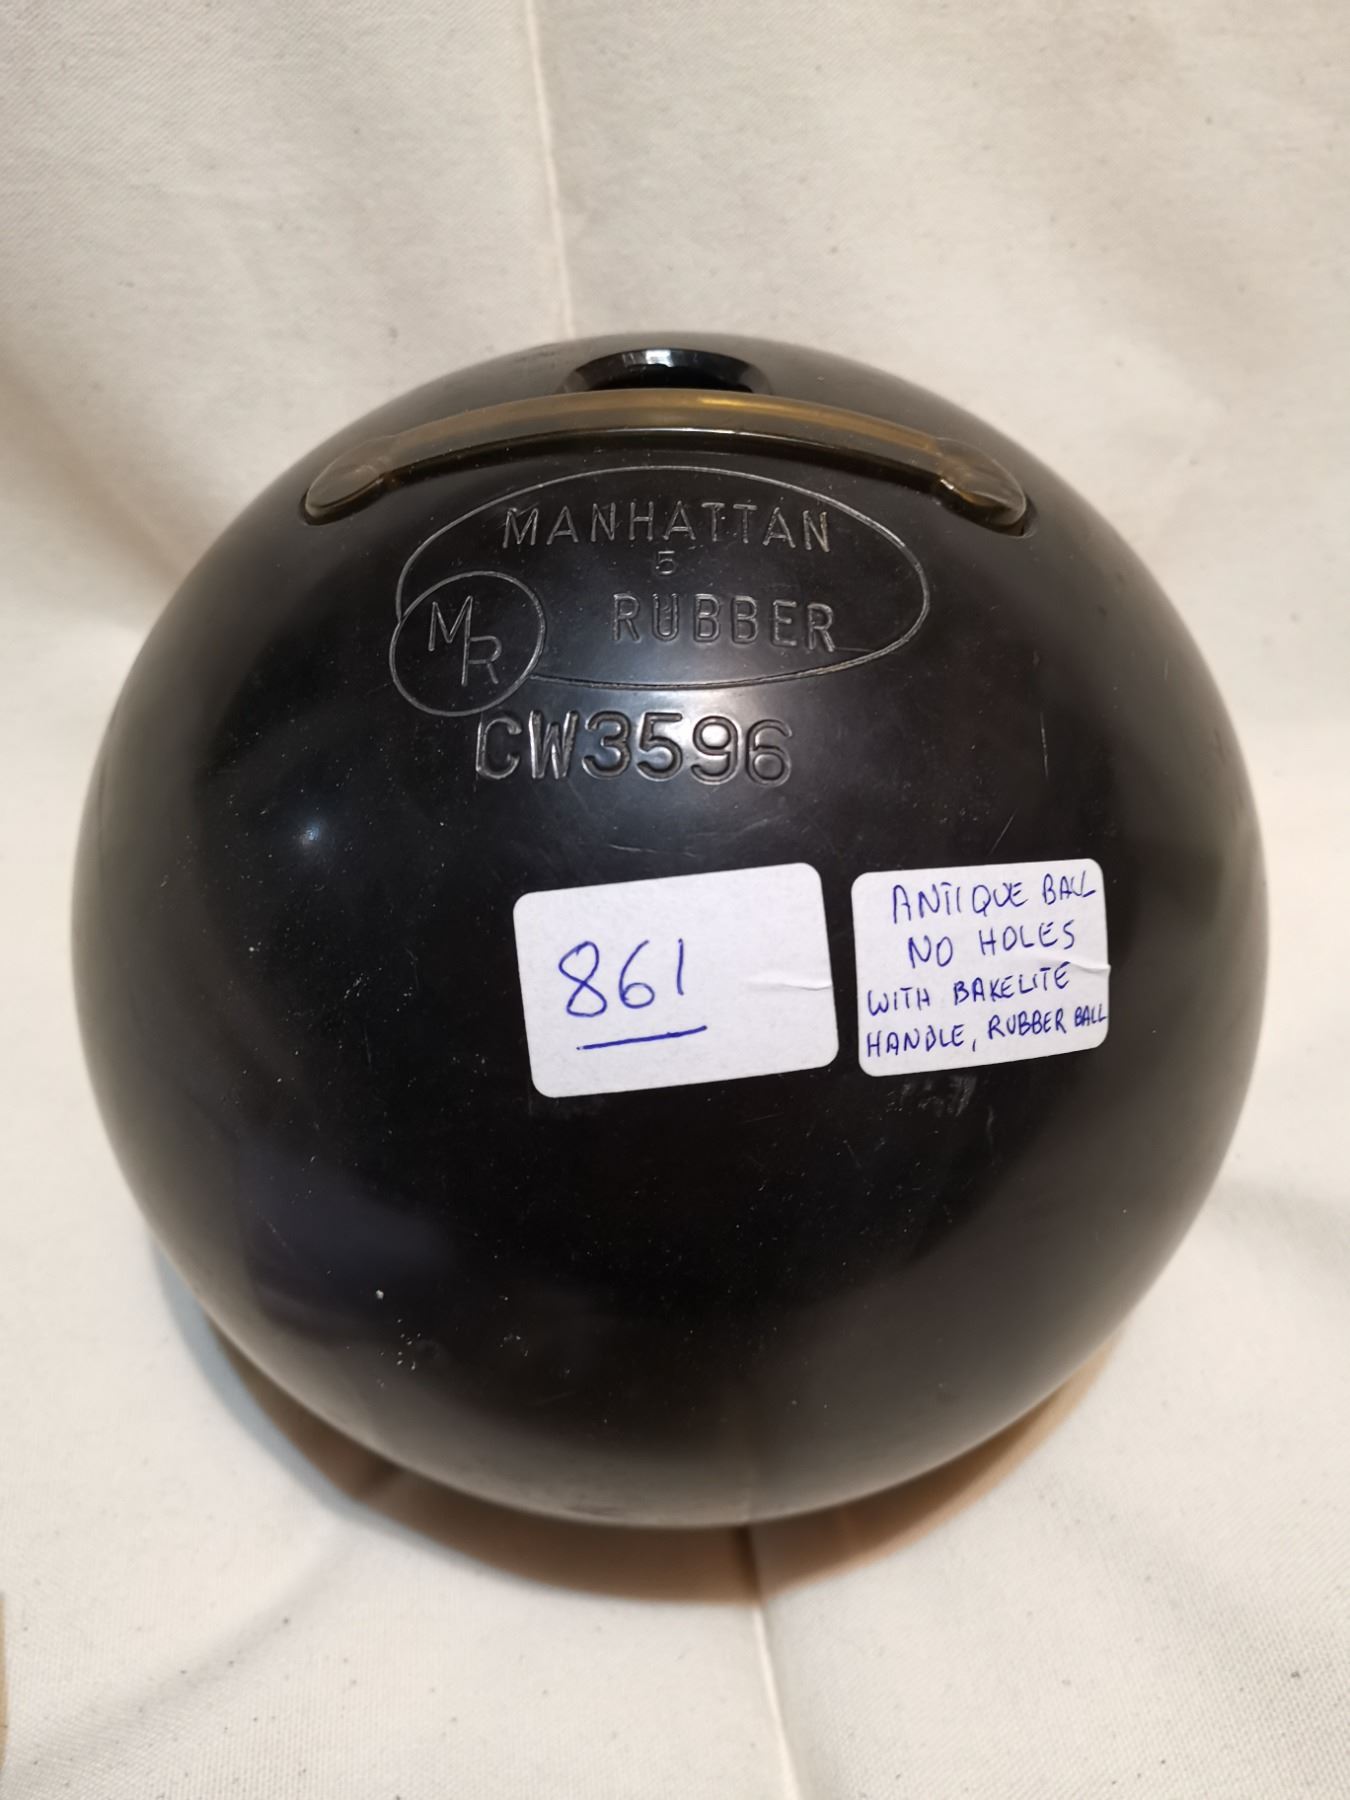 MANHATTAN
5
RUBBER
MR
CW3596
861
ANTIQUE BALL
NO HOLES
WITH BAKELITE
HANDLE, RUBBER BALL